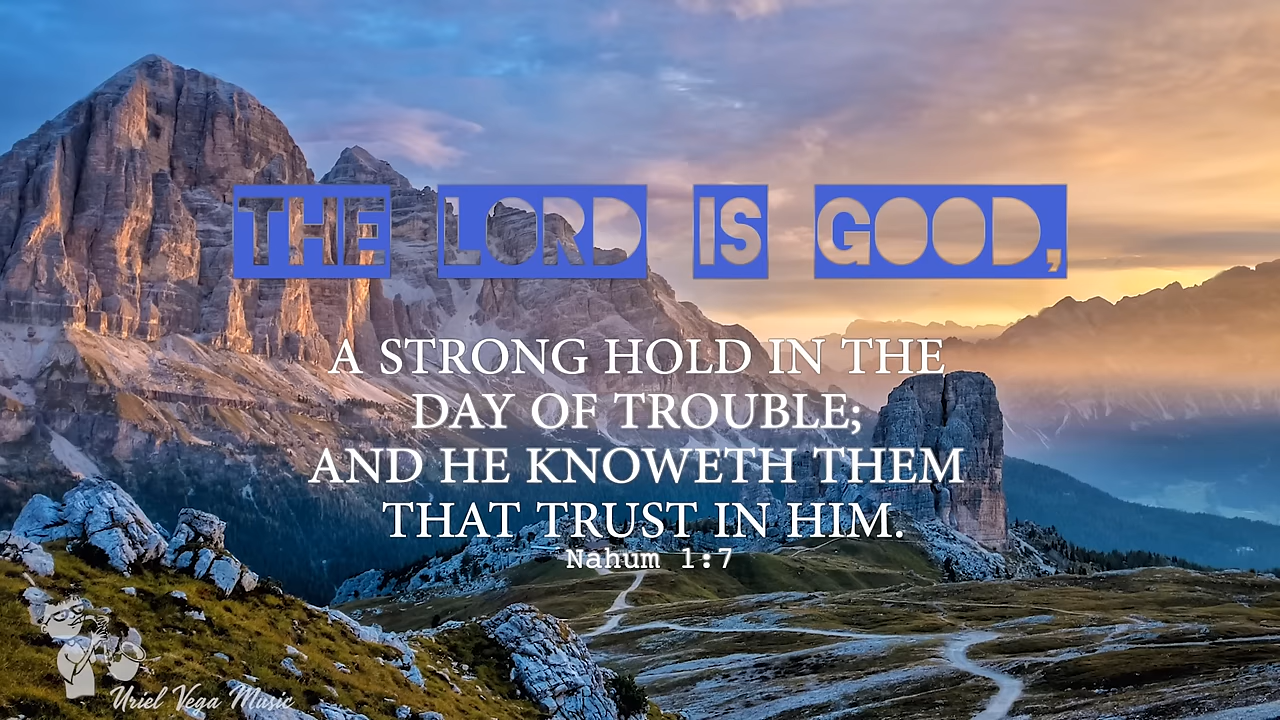 THE LORD IS GOOD,
A STRONG HOLD IN THE
DAY OF TROUBLE;
AND HE KNOWETH THEM
THAT TRUST IN HIM.
Nahum 1:7
Uriel Vega Music